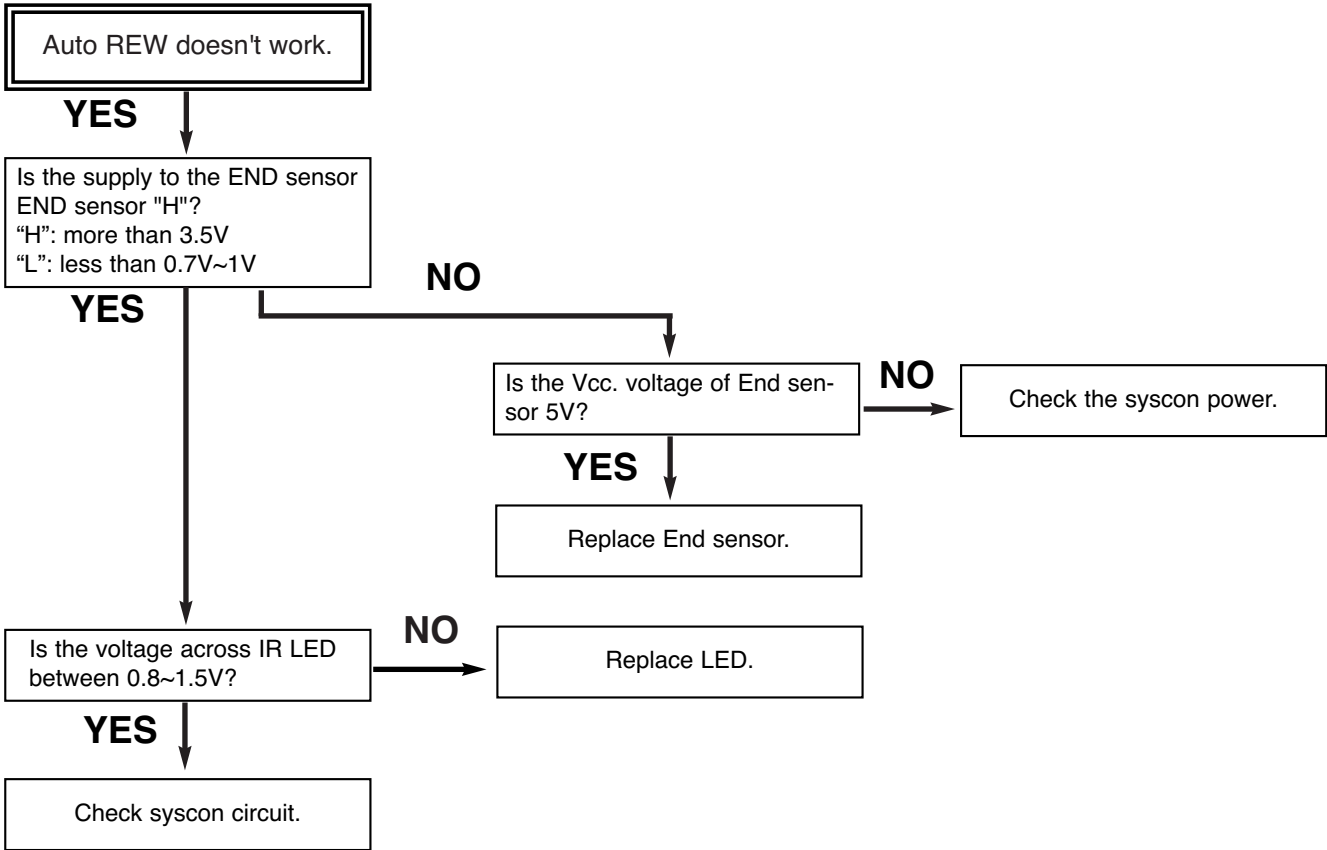 Auto REW doesn't work.
YES
Is the supply to the END sensor
END sensor "H"?
“H”: more than 3.5V
“L”: less than 0.7V~1V
NO
YES
Is the Vcc. voltage of End sen-
sor 5V?
NO
Check the syscon power.
YES
Replace End sensor.
Is the voltage across IR LED
between 0.8~1.5V?
NO
Replace LED.
YES
Check syscon circuit.